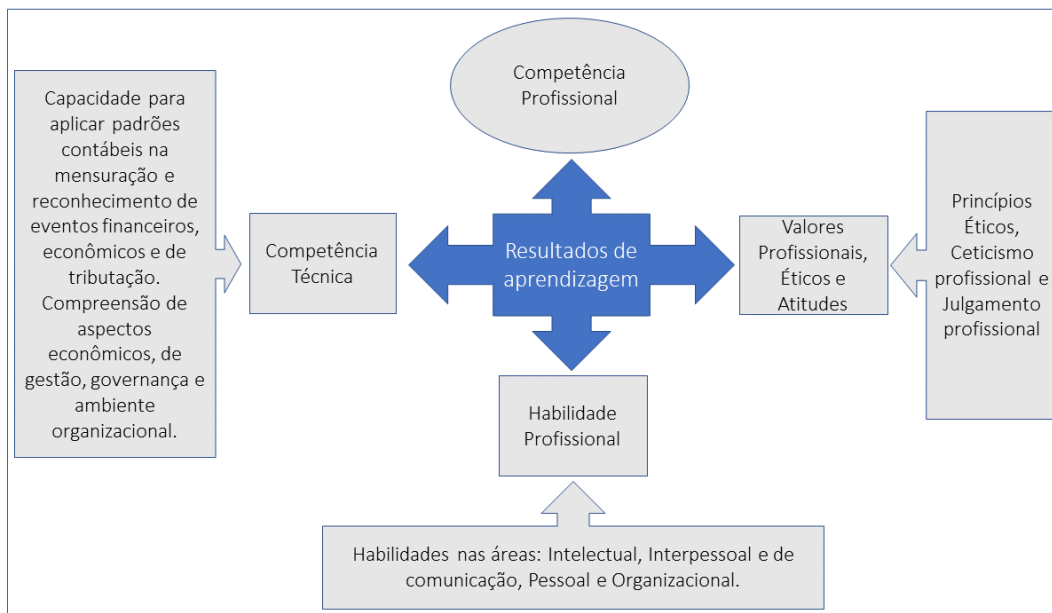 Competência
Profissional
Capacidade para
aplicar padrões
contábeis na
mensuração e
reconhecimento de
eventos financeiros,
econômicos e de
tributação.
Compreensão de
aspectos
econômicos, de
gestão, governança e
ambiente
organizacional.
Competência
Técnica
Resultados de
aprendizagem
Valores
Profissionais,
Éticos e
Atitudes
Princípios
Éticos,
Ceticismo
profissional e
Julgamento
profissional
Habilidade
Profissional
Habilidades nas áreas: Intelectual, Interpessoal e de
comunicação, Pessoal e Organizacional.